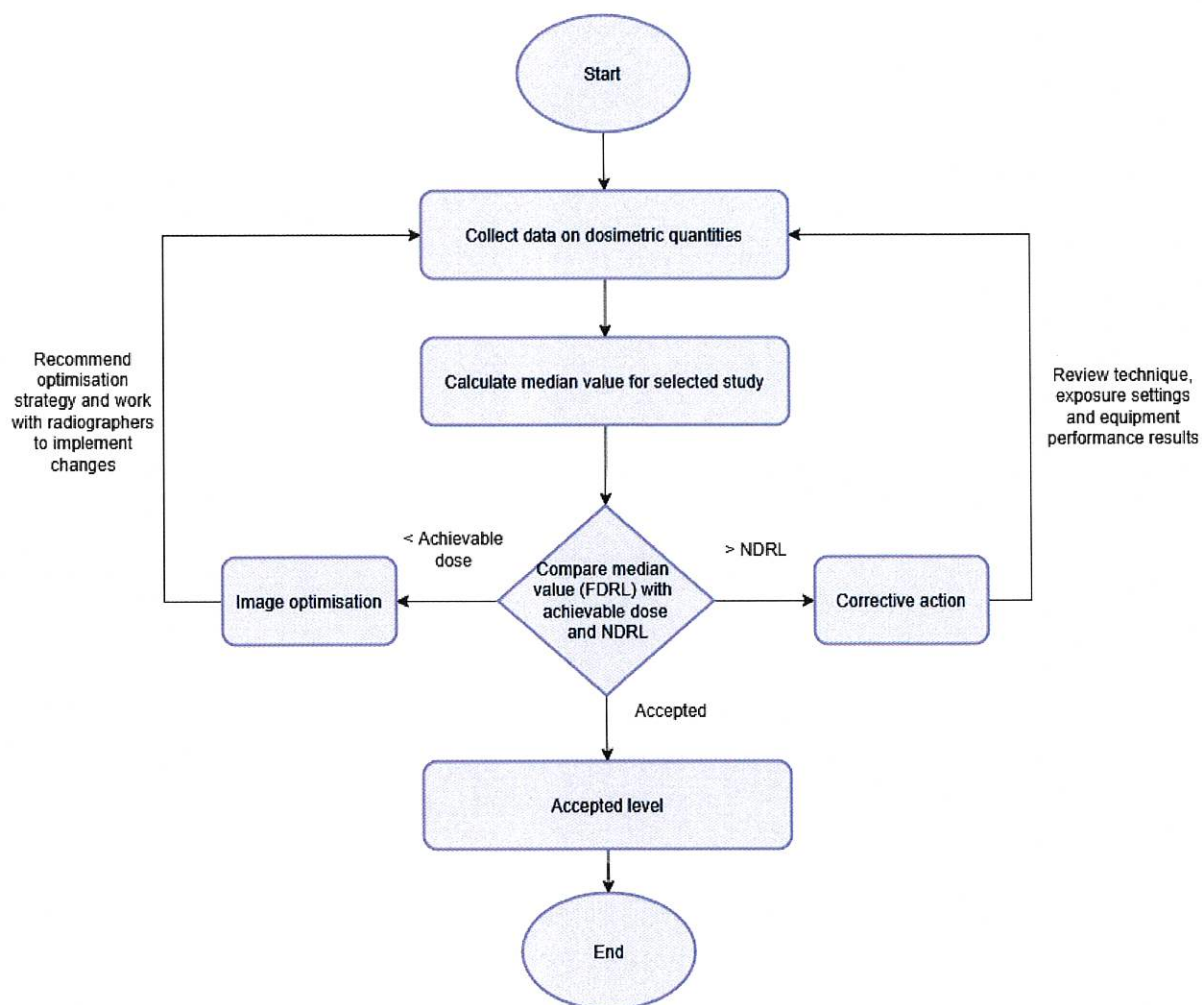 Start
Collect data on dosimetric quantities
Calculate median value for selected study
Recommend
optimisation
strategy and work
with radiographers
to implement
changes
Review technique,
exposure settings
and equipment
performance results
< Achievable
dose
Compare median
value (FDRL) with
achievable dose
and NDRL
> NDRL
Image optimisation
Corrective action
Accepted
Accepted level
End